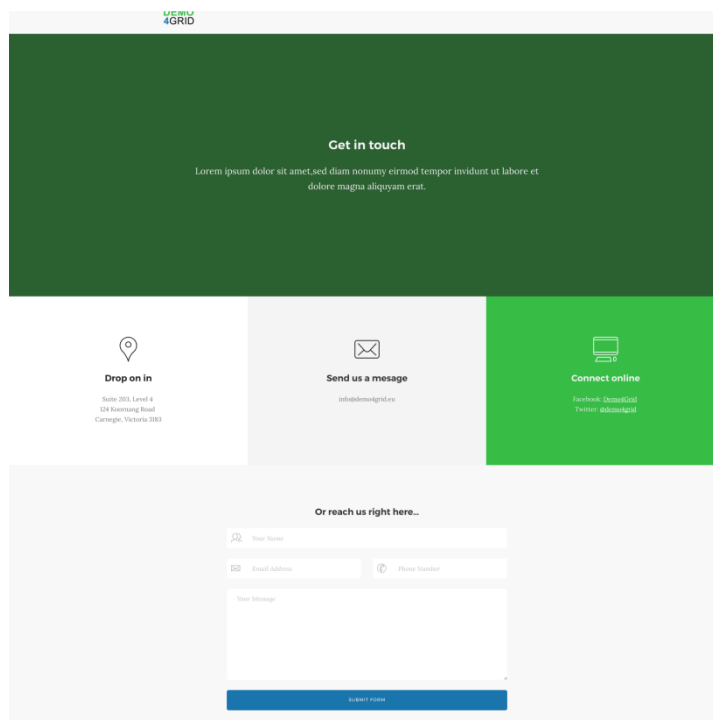 DEMO
4GRID
Get in touch
Lorem ipsum dolor sit amet,sed diam nonumy eirmod tempor invidunt ut labore et
dolore magna aliquyam erat.
Drop on in
Suite 203, Level 4
124 Koornang Road
Carnegie, Victoria 3183
Send us a mesage
info@demo4grid.eu
Connect online
Facebook: Demo4Grid
Twitter: @demo4grid
Or reach us right here...
Your Name
Email Address
Phone Number
Your Message
SUBMIT FORM